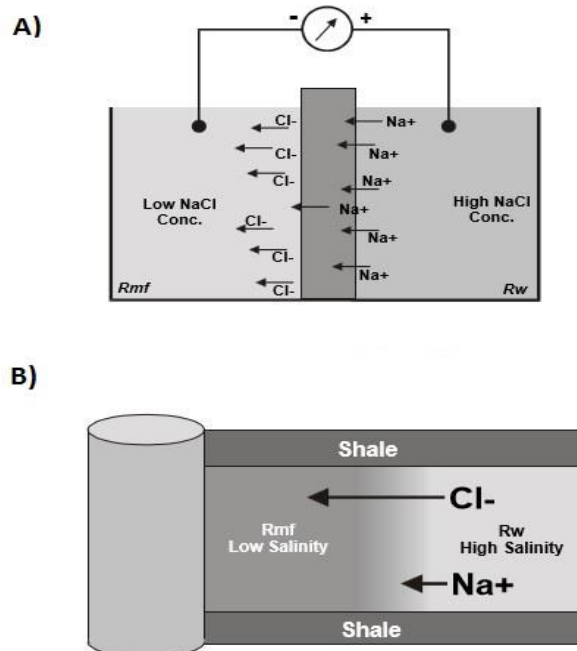 A)
- +
Cl- Na+
Cl- Na+
Cl- Na+
Low NaCl
Conc.
Na+
High NaCl
Conc.
Cl- Na+
Cl-
Cl- Na+
Rmf Rw
B)
Shale
Cl-
Rmf
Low Salinity
Rw
High Salinity
Na+
Shale